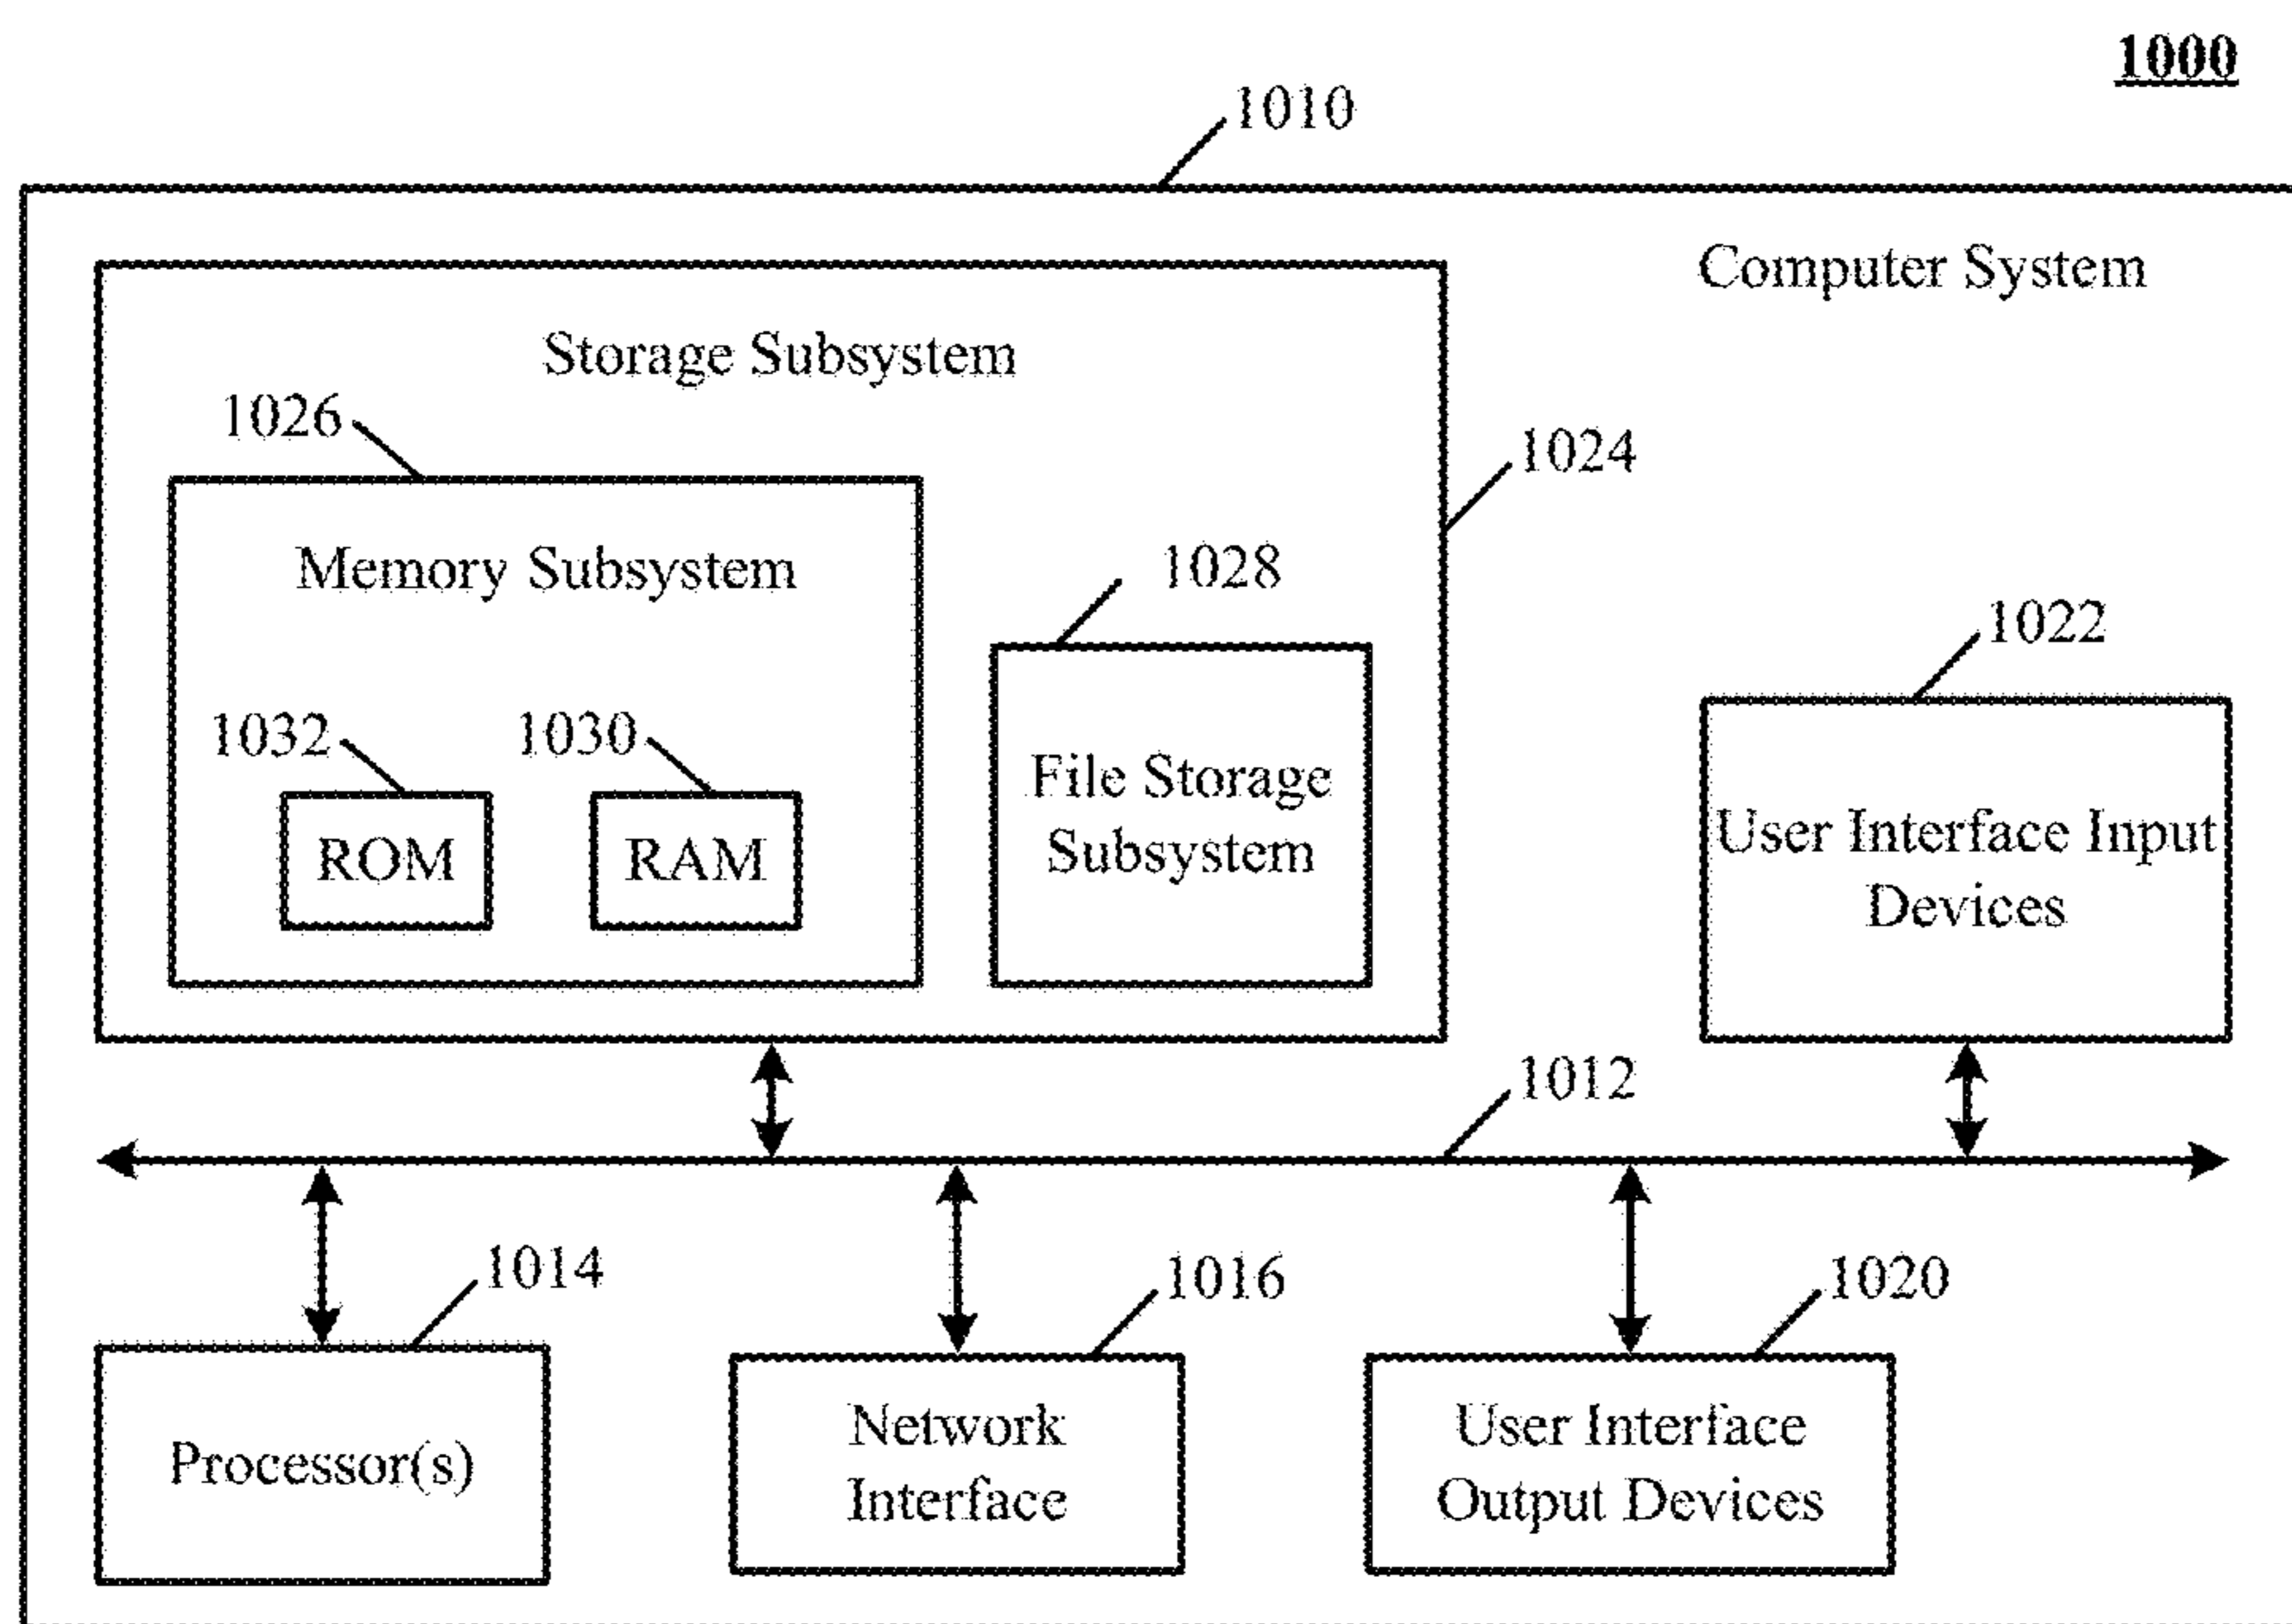 1000
1010
Computer System
Storage Subsystem
1026
1024
Memory Subsystem
1028
1022
1032
1030
File Storage
Subsystem
ROM
RAM
User Interface Input
Devices
1012
1014
1016
1020
Processor(s)
Network
Interface
User Interface
Output Devices